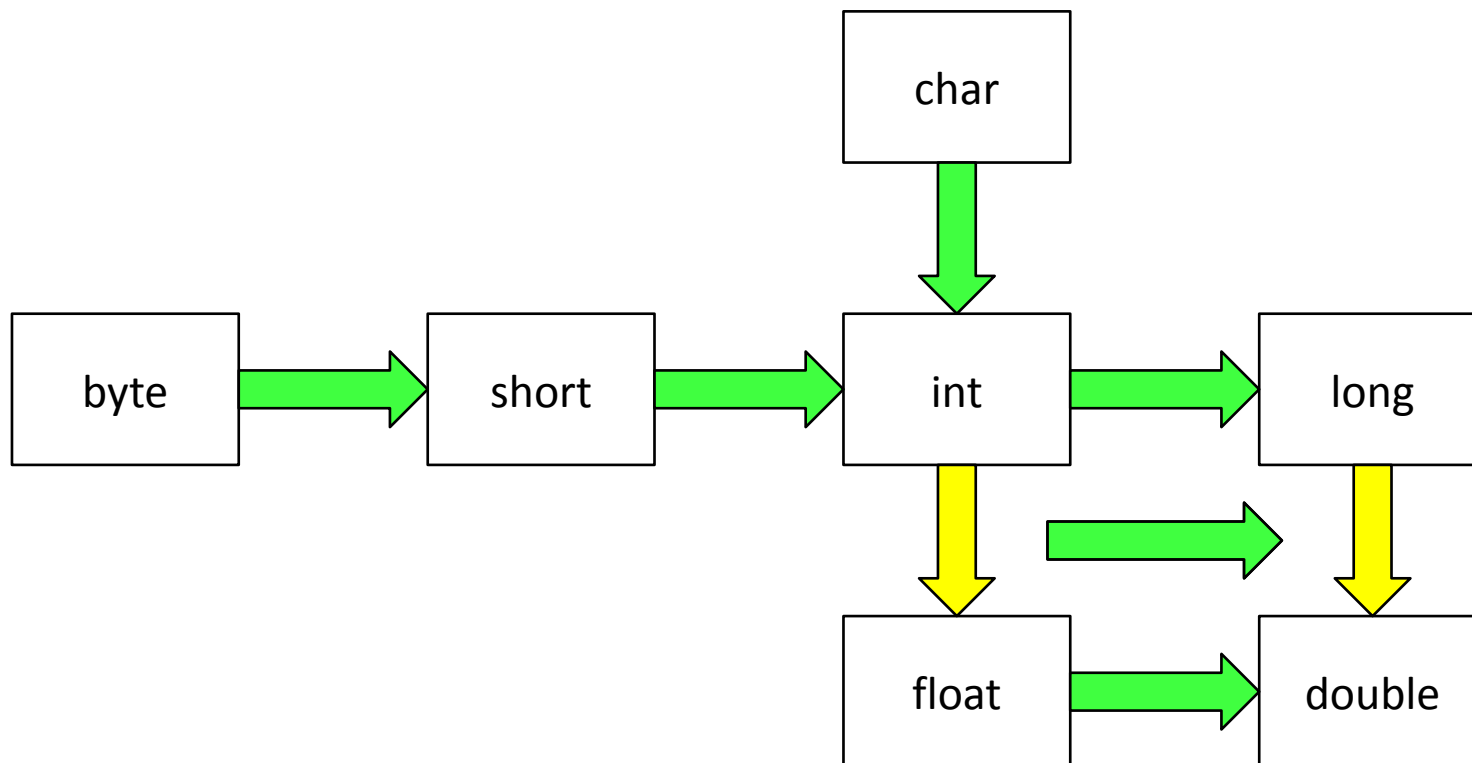 char
byte
short
int
long
float
double